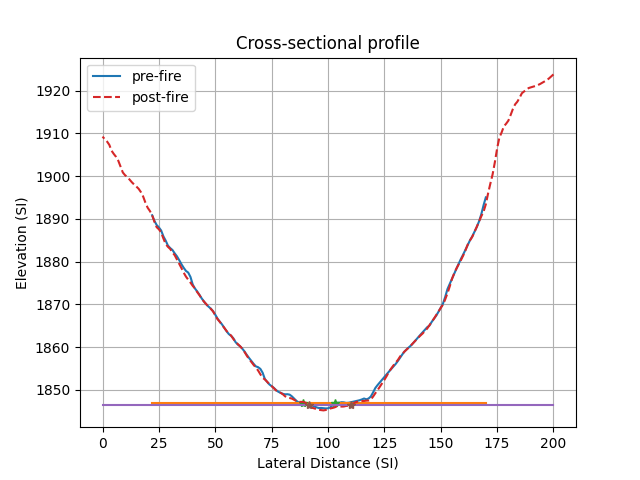 Cross-sectional profile
pre-fire
post-fire
Elevation (SI)
1920
1910
1900
1890
1880
1870
1860
1850
0 25 50 75 100 125 150 175 200
Lateral Distance (SI)